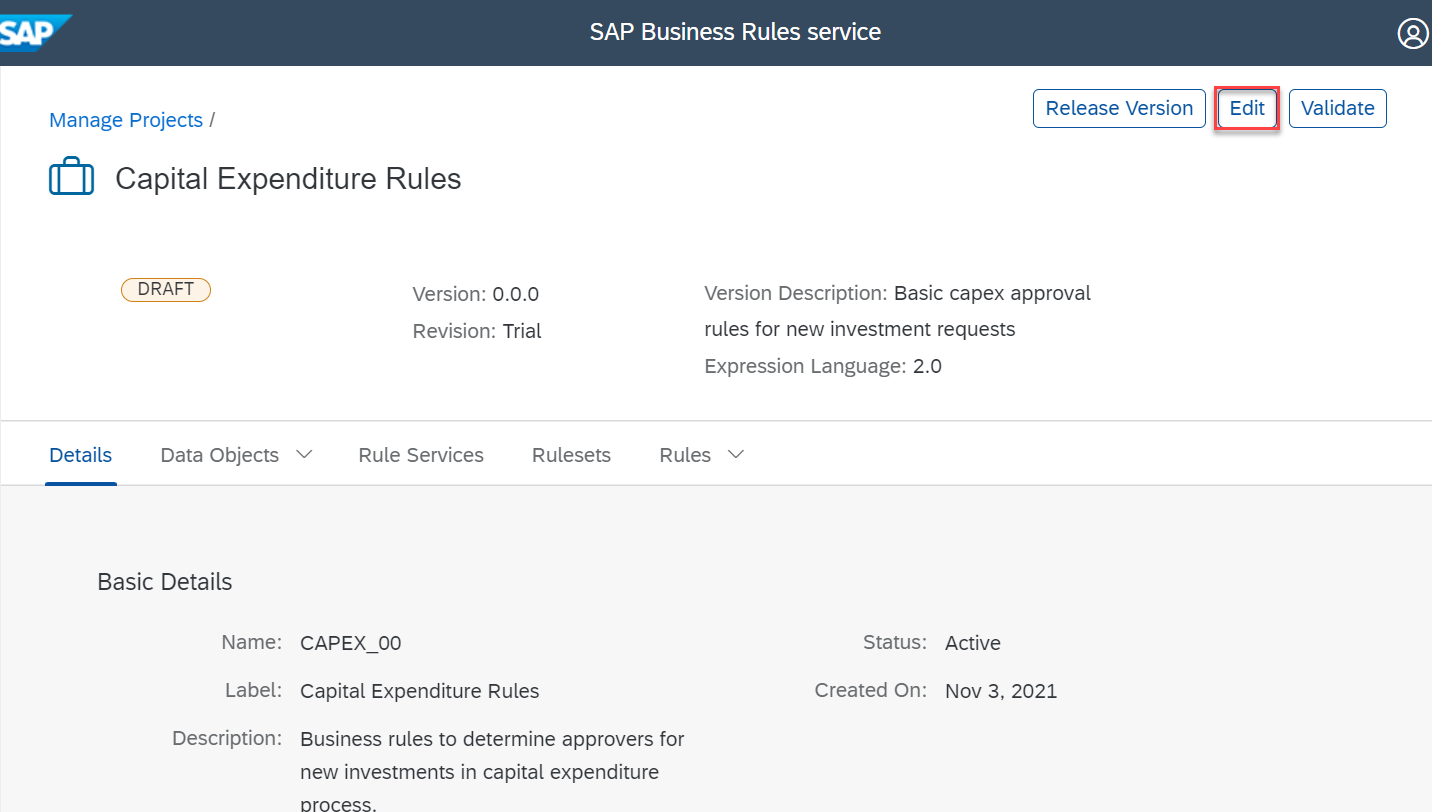 SAP
SAP Business Rules service
Manage Projects /
Release Version
Edit
Validate
Capital Expenditure Rules
DRAFT
Version: 0.0.0
Revision: Trial
Version Description: Basic capex approval
rules for new investment requests
Expression Language: 2.0
Details
Data Objects
Rule Services
Rulesets
Rules
Basic Details
Name: CAPEX_00
Status: Active
Label: Capital Expenditure Rules
Created On: Nov 3, 2021
Description: Business rules to determine approvers for
new investments in capital expenditure
process.